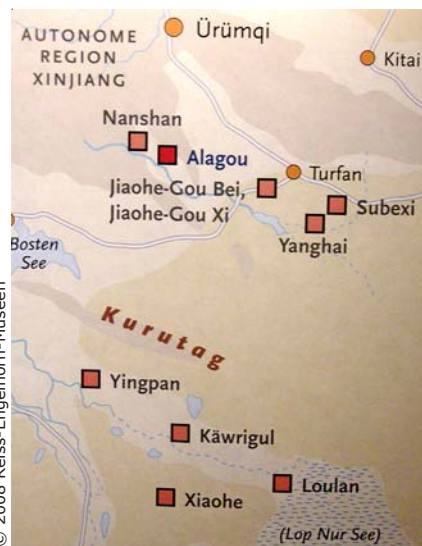 AUTONOME
REGION
XINJIANG
Ürümqi
Kitai
Nanshan
Alagou
Jiaohe-Gou Bei,
Jiaohe-Gou Xi
Turfan
Subexi
Yanghai
Bosten
See
Kurutag
Yingpan
Käwrigul
Xiaohe
Loulan
(Lop Nur See)
© 2008 Reiss-Engelhorn-Museen